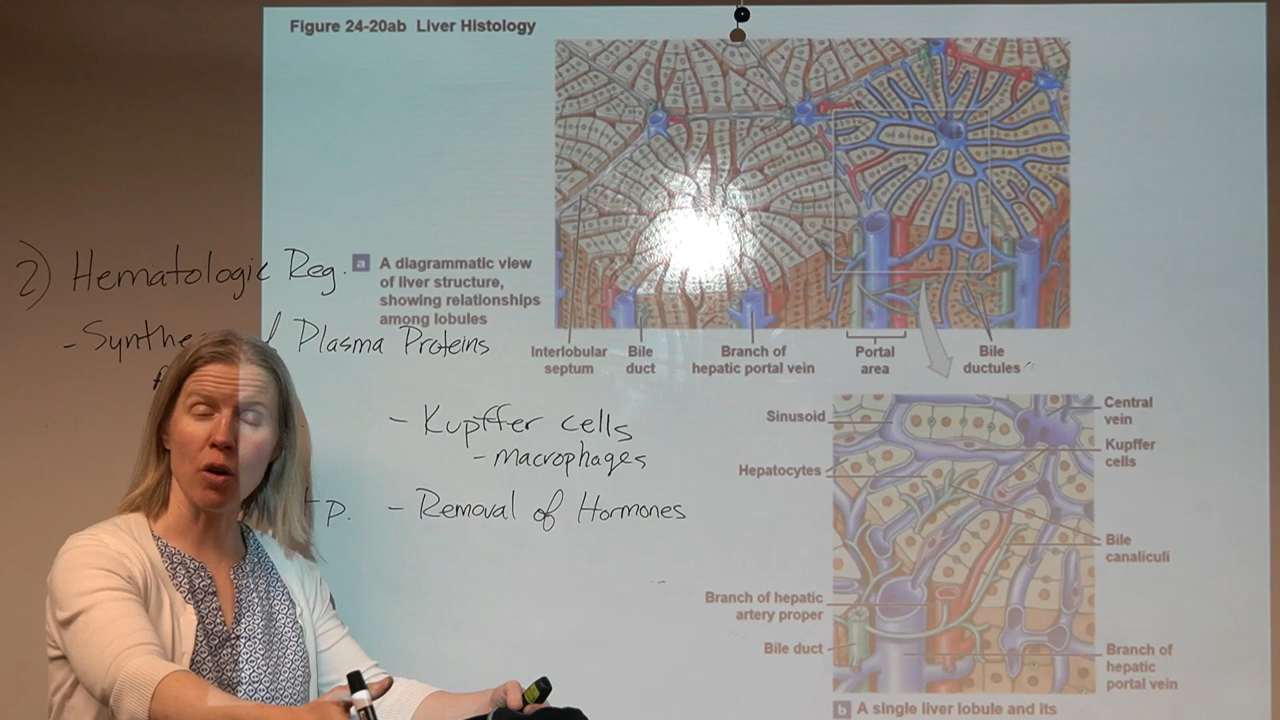 Figure 24-20ab Liver Histology
2) Hematologic Reg.
- Plasma Proteins
- Kupffer cells
- macrophages
- Removal of Hormones
a A diagrammatic view
of liver structure,
showing relationships
among lobules
Interlobular
septum
Bile
duct
Branch of
hepatic portal vein
Portal
area
Bile
ductules
Sinusoid
Hepatocytes
Branch of hepatic
artery proper
Bile duct
Central
vein
Kupffer
cells
Bile
canaliculi
Branch of
hepatic
portal vein
b A single liver lobule and its